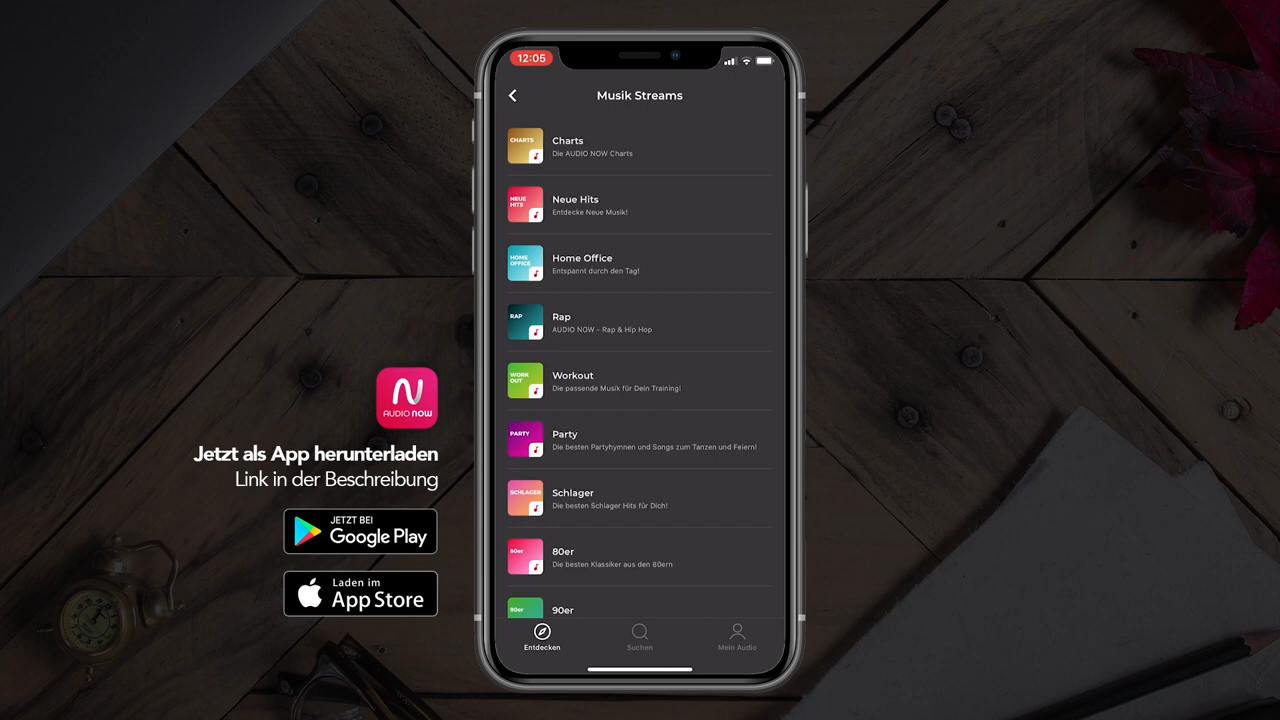 12:05
Musik Streams
CHARTS
Charts
Die AUDIO NOW Charts
NEUE
HITS
Neue Hits
Entdecke Neue Musik!
HOME
OFFICE
Home Office
Entspannt durch den Tag!
RAP
Rap
AUDIO NOW - Rap & Hip Hop
WORK
OUT
Workout
Die passende Musik für Dein Training!
PARTY
Party
Die besten Partyhymnen und Songs zum Tanzen und Feiern!
SCHLAGER
Schlager
Die besten Schlager Hits für Dich!
80er
80er
Die besten Klassiker aus den 80ern
90er
90er
Entdecken
Suchen
Mein Audio
AUDIO NOW
Jetzt als App herunterladen
Link in der Beschreibung
JETZT BEI
Google Play
Laden im
App Store